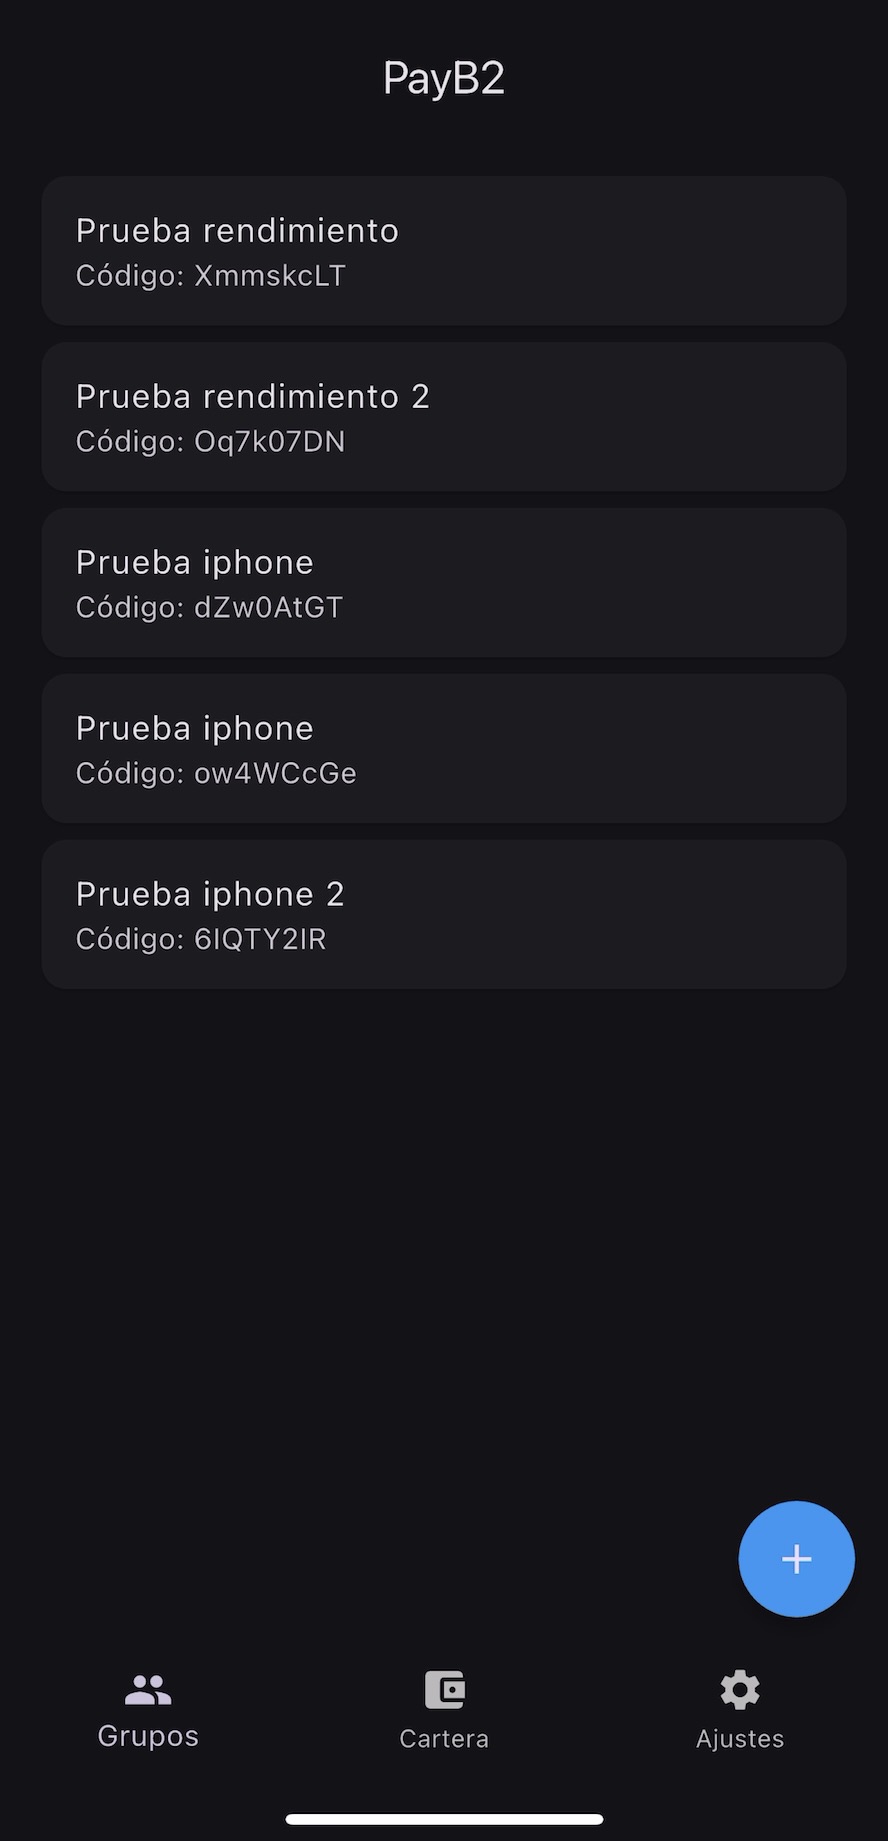 PayB2
Prueba rendimiento
Código: XmmskcLT
Prueba rendimiento 2
Código: Oq7k07DN
Prueba iphone
Código: dZw0AtGT
Prueba iphone
Código: ow4WCcGe
Prueba iphone 2
Código: 6IQTY2IR
Grupos
Cartera
Ajustes